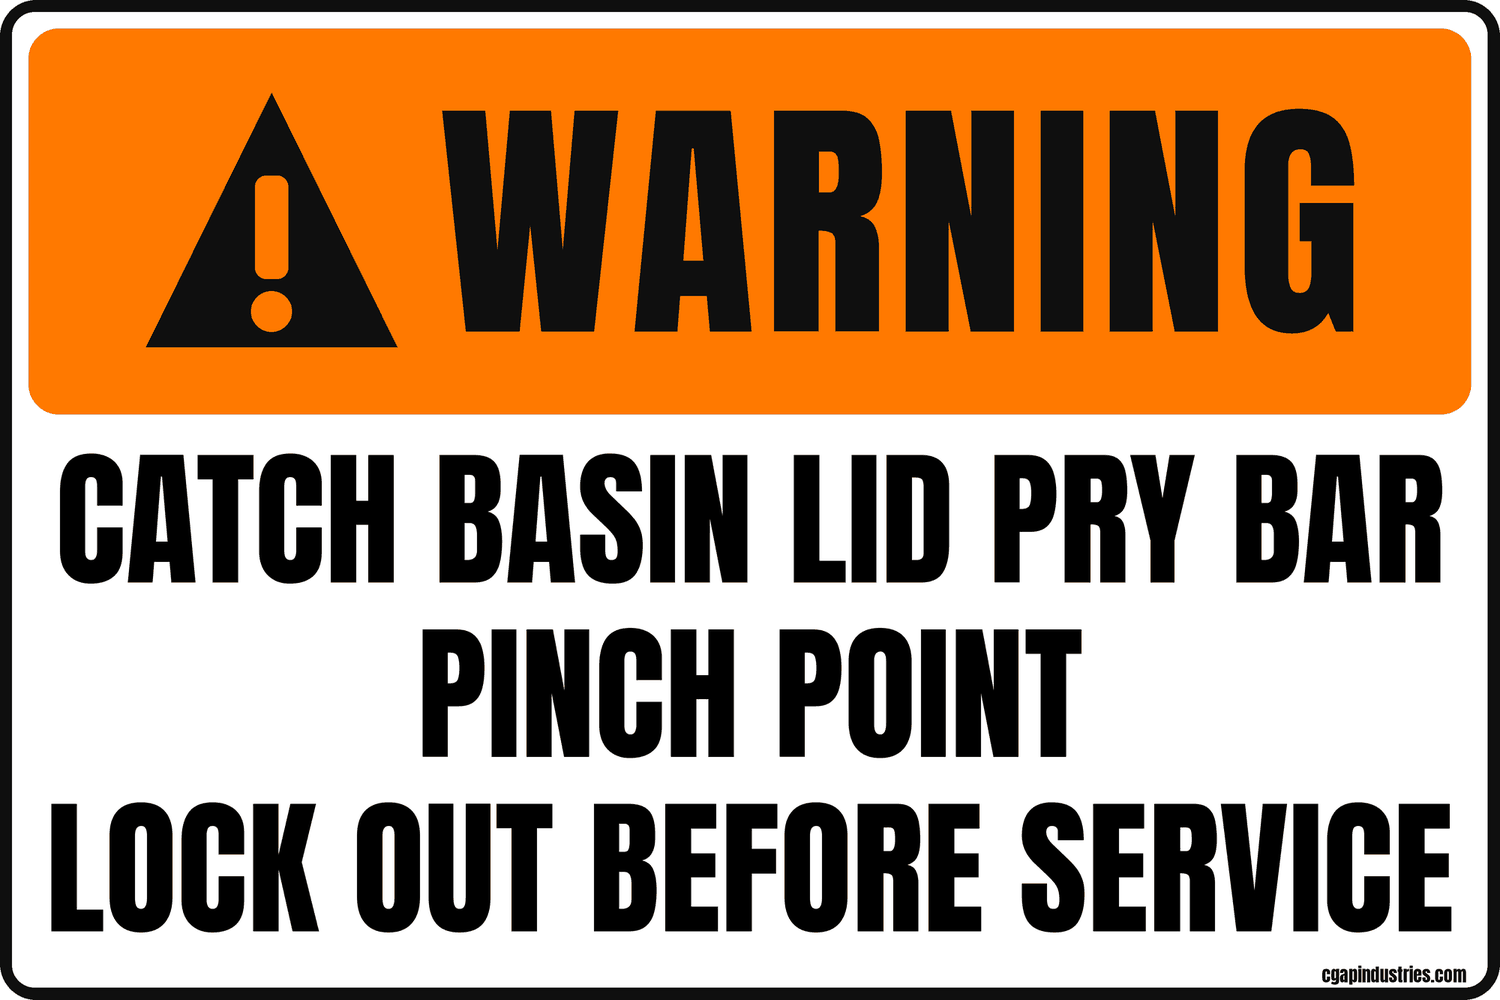 WARNING
CATCH BASIN LID PRY BAR
PINCH POINT
LOCK OUT BEFORE SERVICE
cgapindustries.com